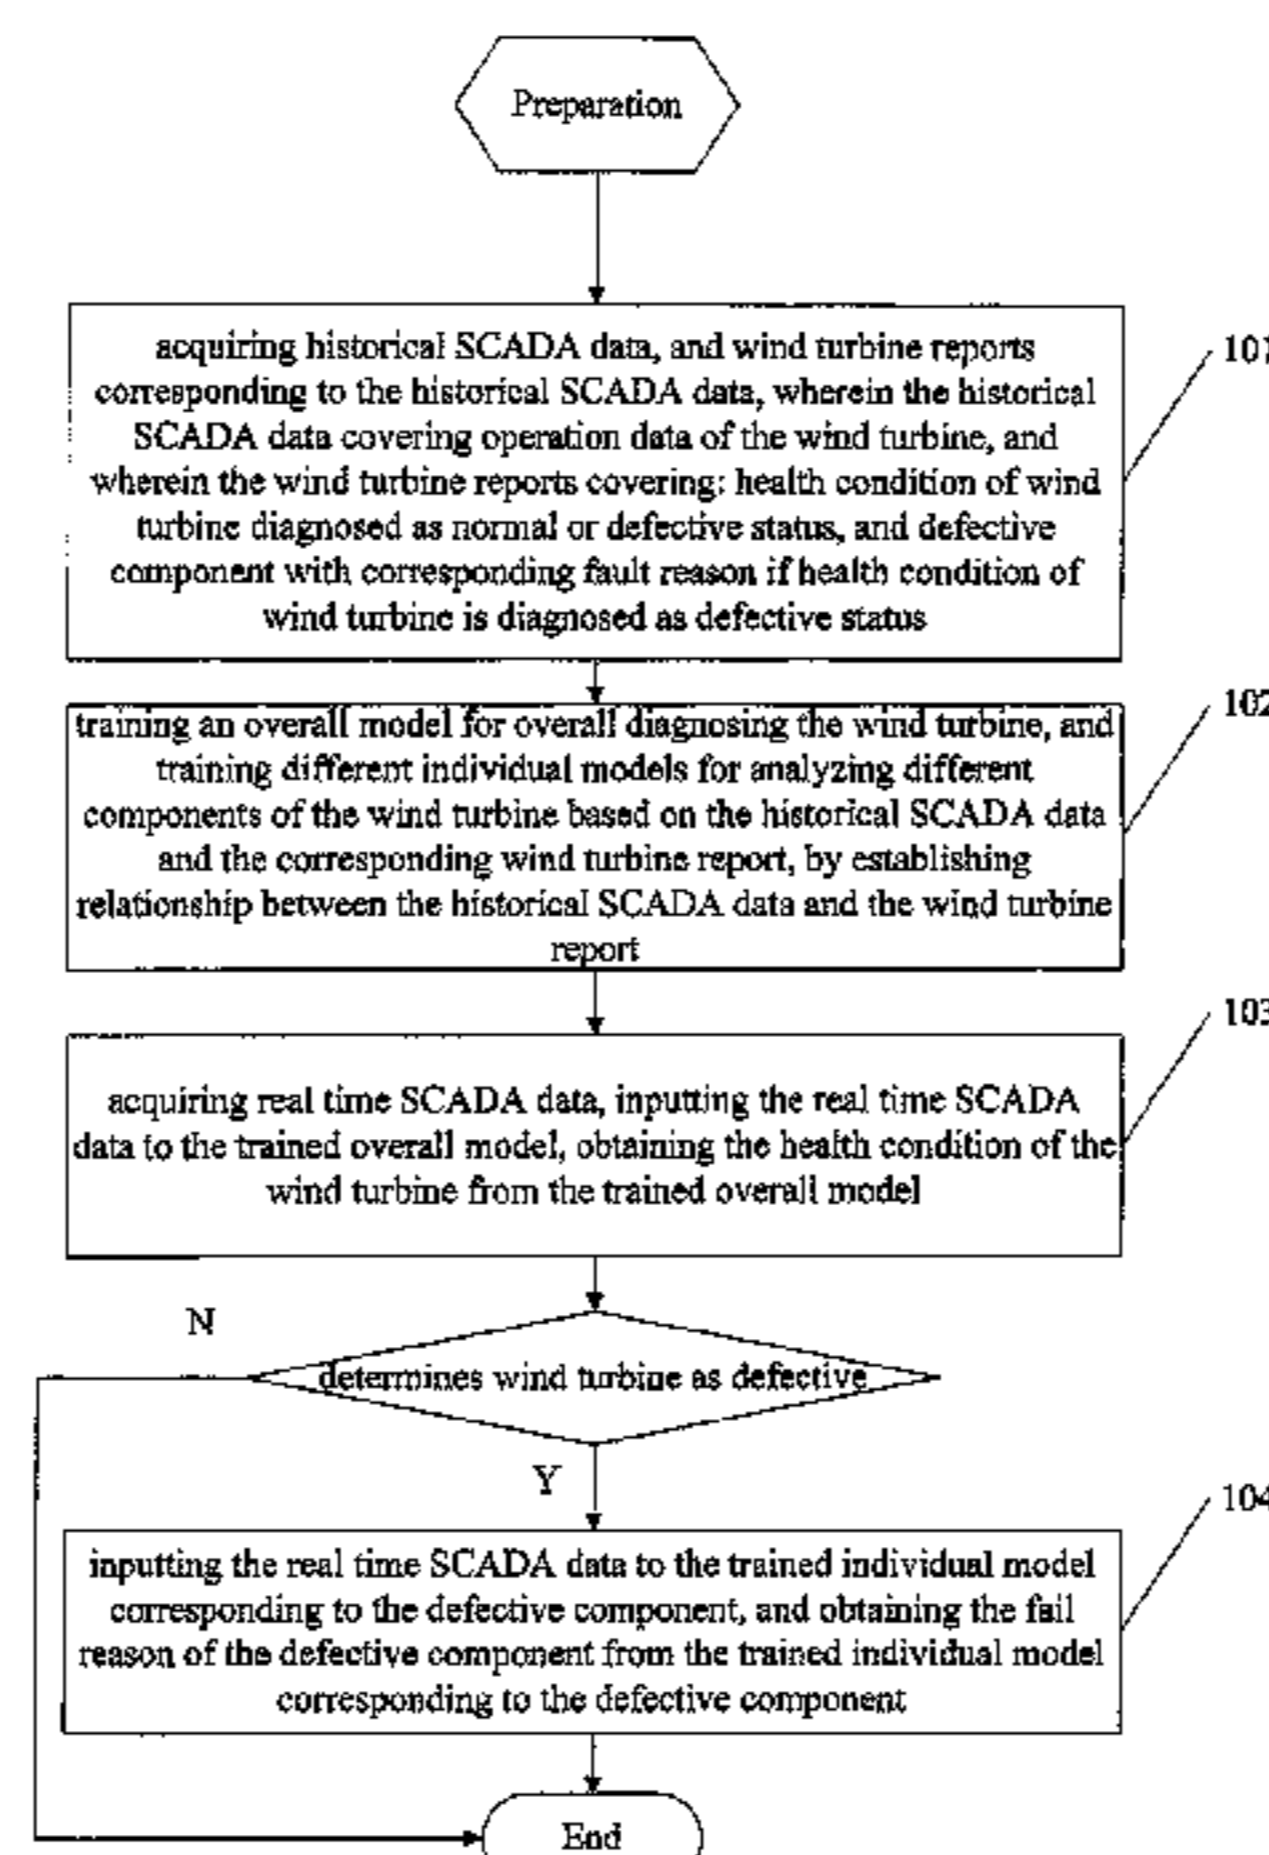 Preparation
acquiring historical SCADA data, and wind turbine reports
corresponding to the historical SCADA data, wherein the historical
SCADA data covering operation data of the wind turbine, and
wherein the wind turbine reports covering: health condition of wind
turbine diagnosed as normal or defective status, and defective
component with corresponding fault reason if health condition of
wind turbine is diagnosed as defective status
101
training an overall model for overall diagnosing the wind turbine, and
training different individual models for analyzing different
components of the wind turbine based on the historical SCADA data
and the corresponding wind turbine report, by establishing
relationship between the historical SCADA data and the wind turbine
report
102
acquiring real time SCADA data, inputting the real time SCADA
data to the trained overall model, obtaining the health condition of the
wind turbine from the trained overall model
103
N
determines wind turbine as defective
Y
inputting the real time SCADA data to the trained individual model
corresponding to the defective component, and obtaining the fail
reason of the defective component from the trained individual model
corresponding to the defective component
104
End